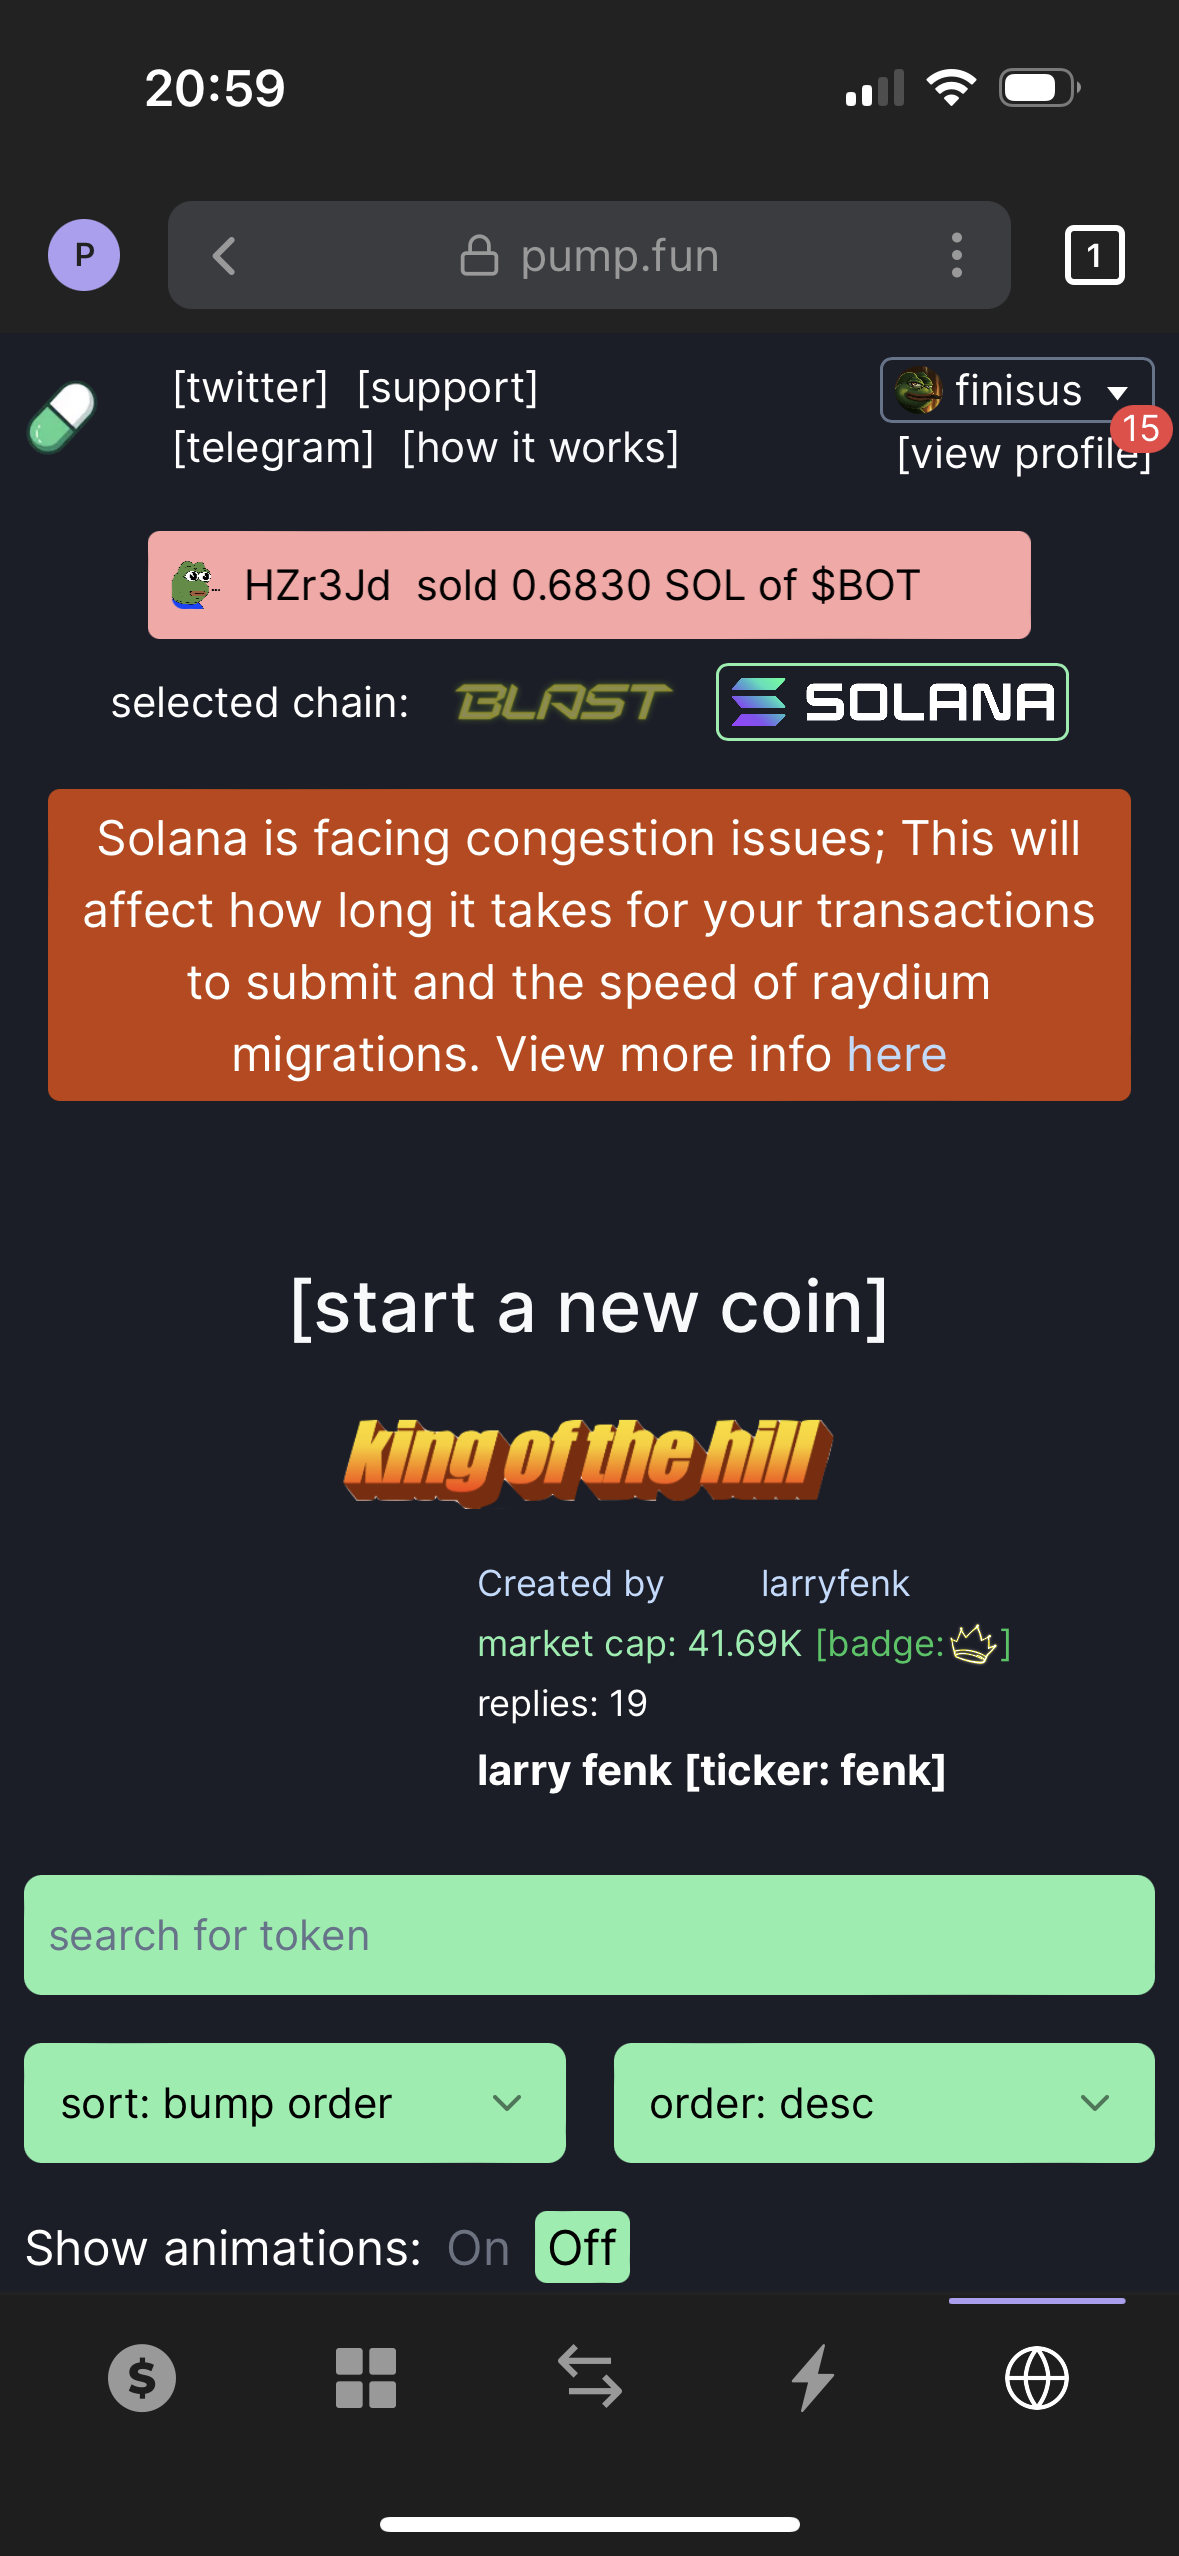 20:59
P
pump.fun
1
[twitter] [support]
[telegram] [how it works]
finisus
15
[view profile]
HZr3Jd sold 0.6830 SOL of $BOT
selected chain: BLAST SOLANA
Solana is facing congestion issues; This will
affect how long it takes for your transactions
to submit and the speed of raydium
migrations. View more info here
[start a new coin]
king of the hill
Created by larryfenk
market cap: 41.69K [badge: ]
replies: 19
larry fenk [ticker: fenk]
search for token
sort: bump order
order: desc
Show animations: On Off
$